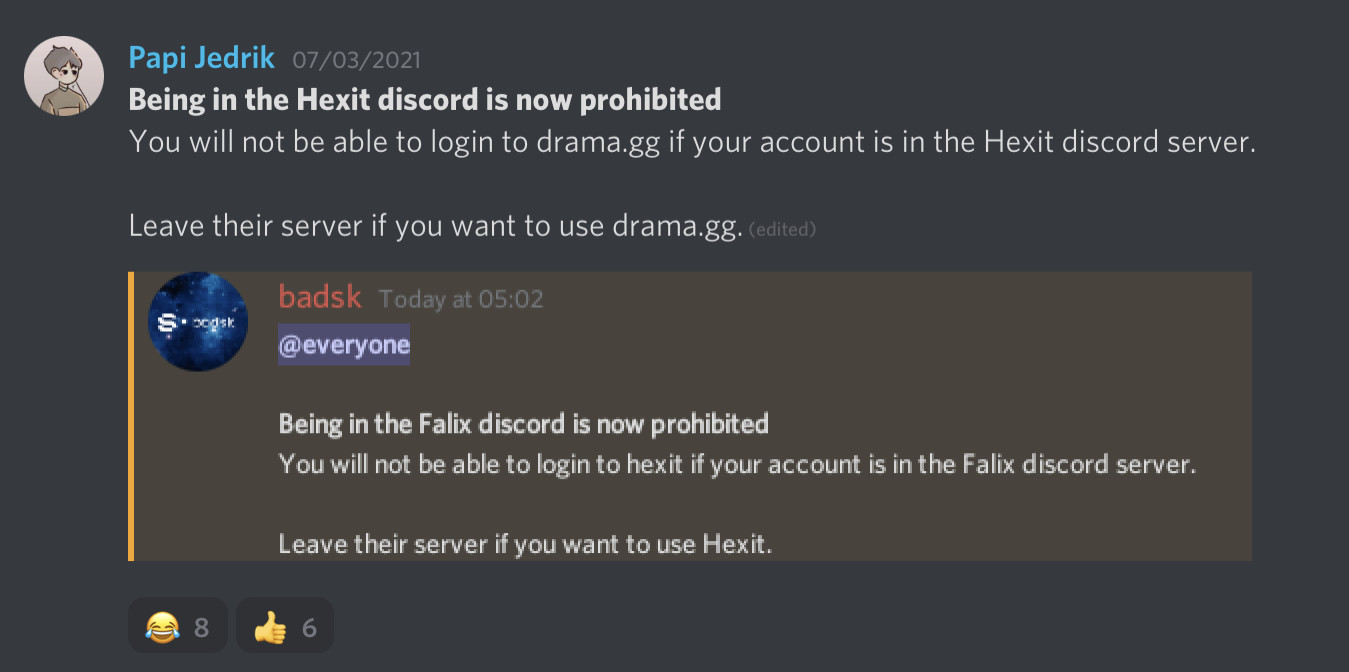 Papi Jedrik 07/03/2021
Being in the Hexit discord is now prohibited
You will not be able to login to drama.gg if your account is in the Hexit discord server.
Leave their server if you want to use drama.gg. (edited)
S • badsk
badsk Today at 05:02
@everyone
Being in the Falix discord is now prohibited
You will not be able to login to hexit if your account is in the Falix discord server.
Leave their server if you want to use Hexit.
😂 8 👍 6